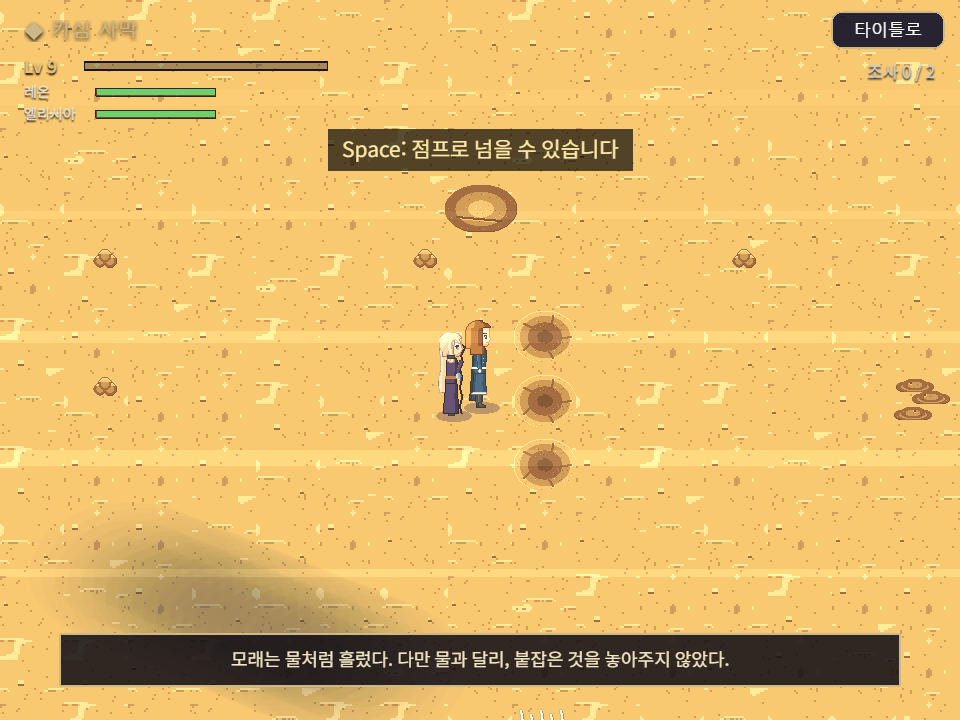 ◆ 카심 사막
타이틀로
Lv 9
조사 0 / 2
레온
엘라시아
Space: 점프로 넘을 수 있습니다
모래는 물처럼 흘렀다. 다만 물과 달리, 붙잡은 것을 놓아주지 않았다.